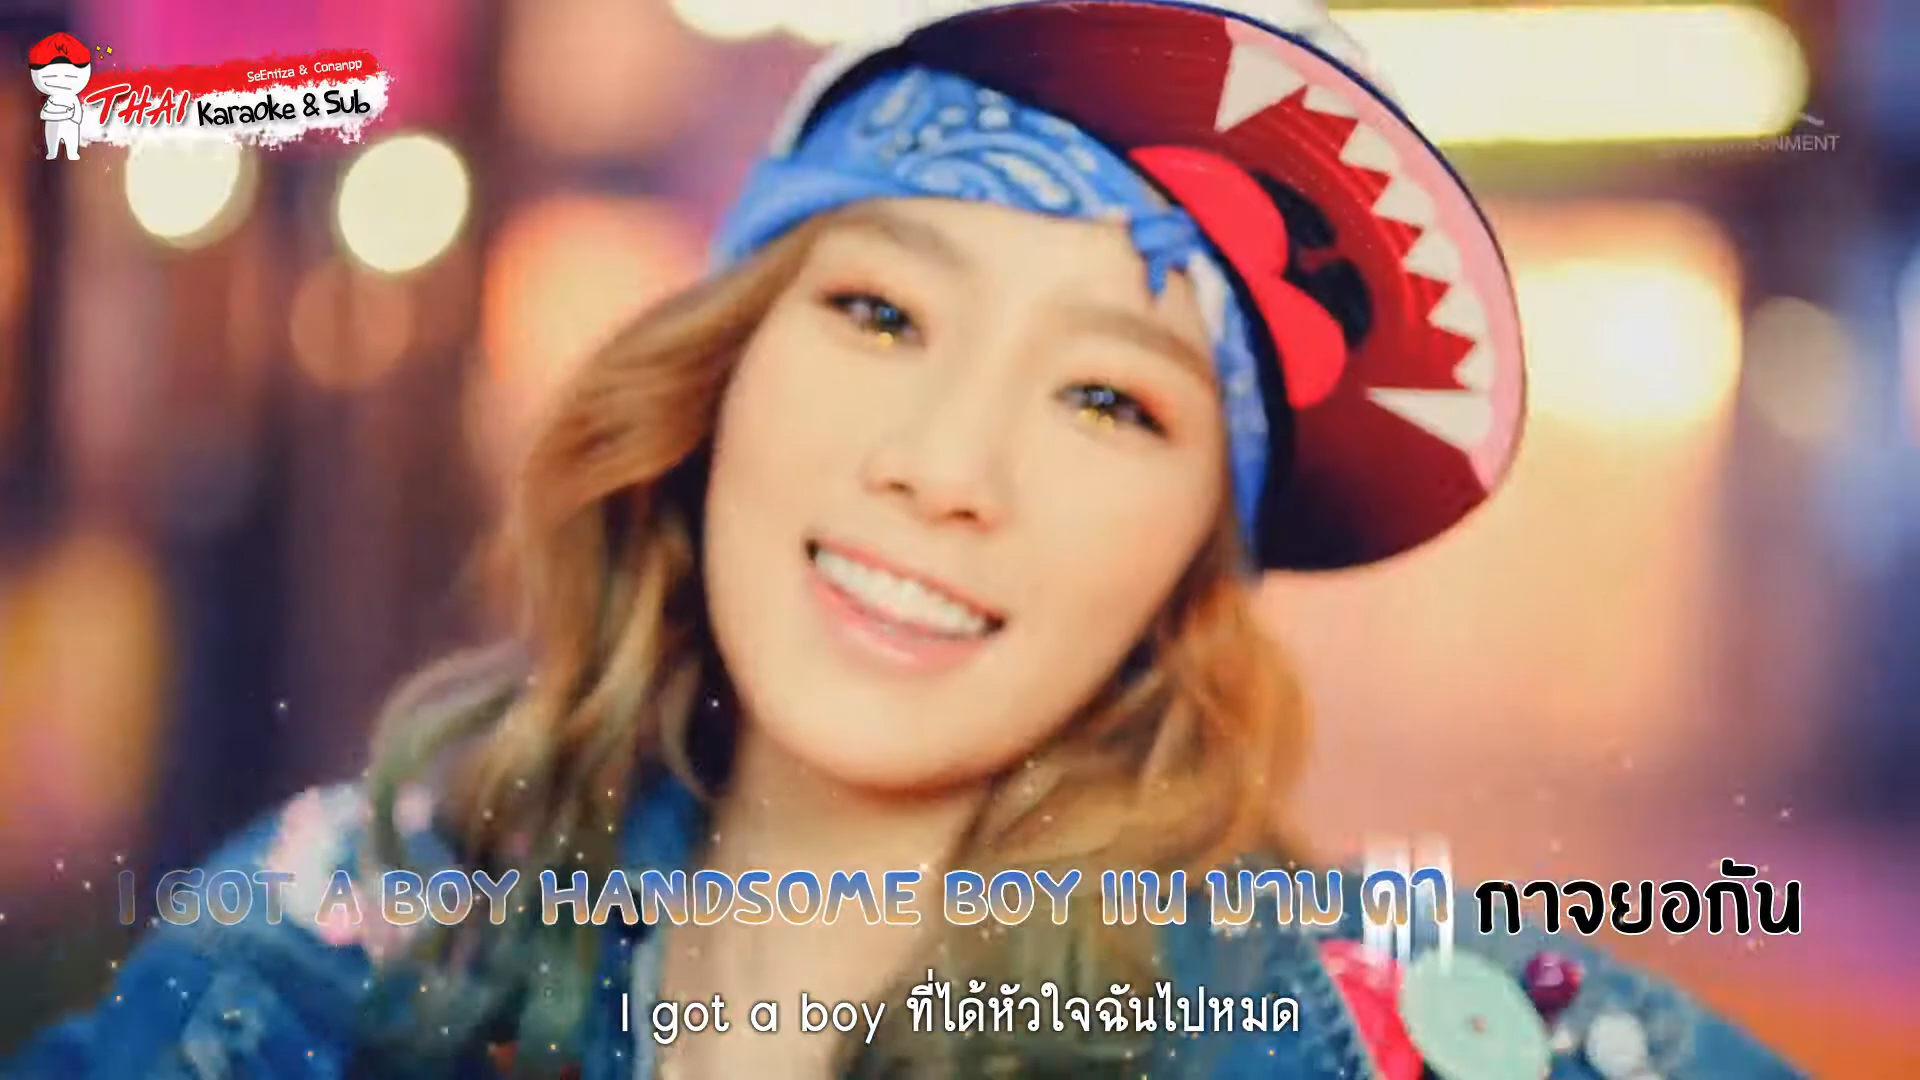 SeEntiza & Conanpp
THAI Karaoke & Sub
I GOT A BOY HANDSOME BOY แน มาม คา กาจยอกัน
I got a boy ที่ได้หัวใจฉันไปหมด